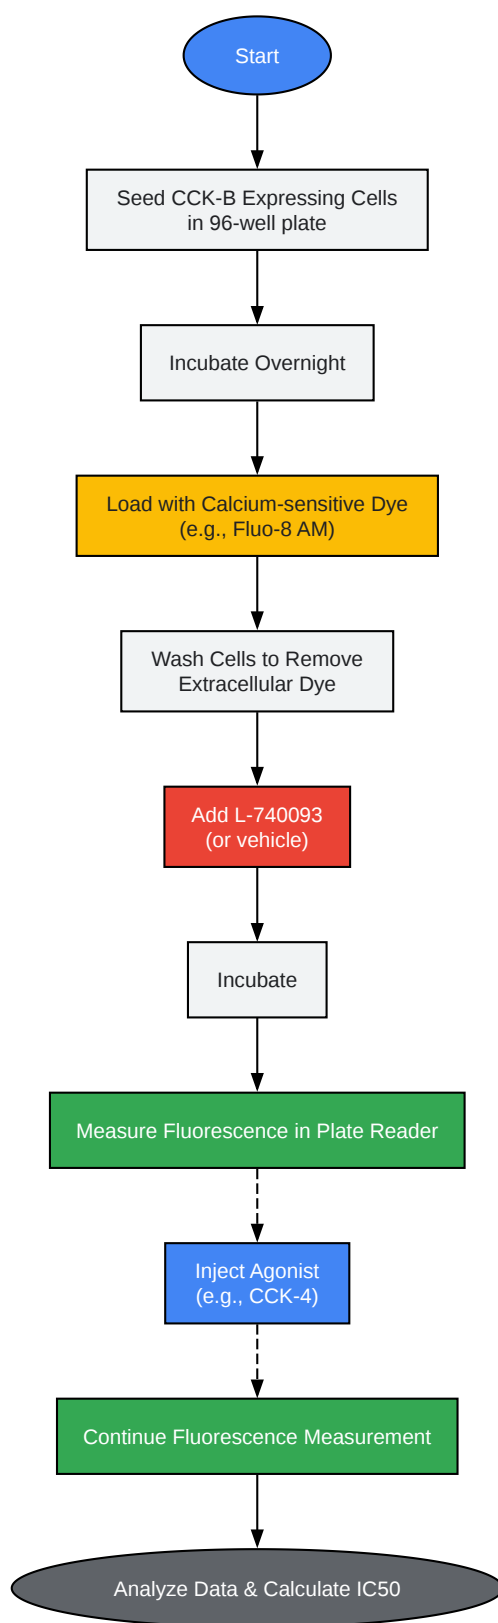 Start
Seed CCK-B Expressing Cells
in 96-well plate
Incubate Overnight
Load with Calcium-sensitive Dye
(e.g., Fluo-8 AM)
Wash Cells to Remove
Extracellular Dye
Add L-740093
(or vehicle)
Incubate
Measure Fluorescence in Plate Reader
Inject Agonist
(e.g., CCK-4)
Continue Fluorescence Measurement
Analyze Data & Calculate IC50